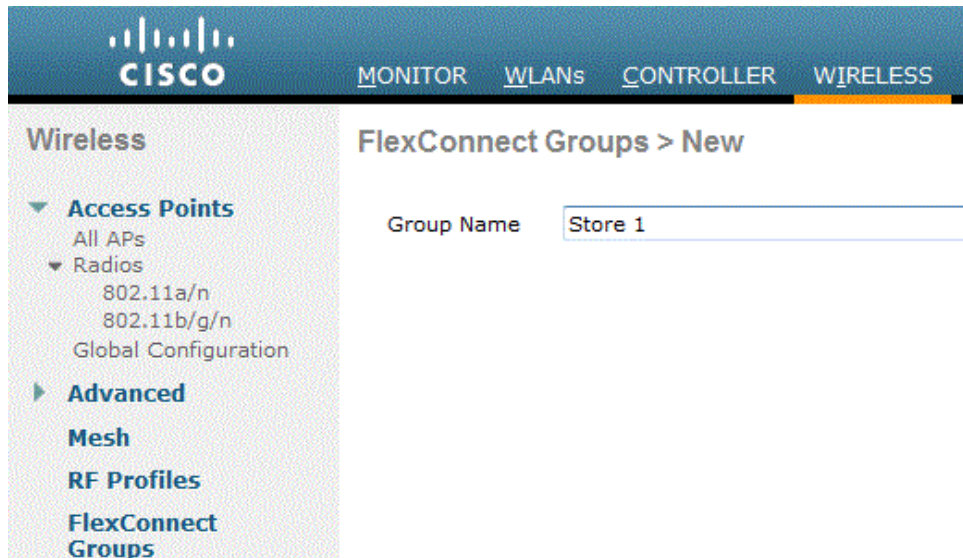 CISCO
MONITOR WLANs CONTROLLER WIRELESS
Wireless
Access Points
All APs
Radios
802.11a/n
802.11b/g/n
Global Configuration
Advanced
Mesh
RF Profiles
FlexConnect
Groups
FlexConnect Groups > New
Group Name Store 1